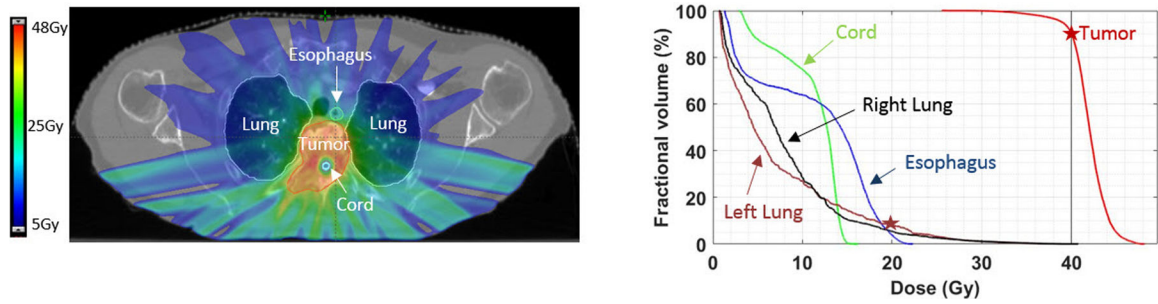 48Gy
25Gy
5Gy
Esophagus
Lung
Lung
Tumor
Cord
Fractional volume (%)
100
80
60
40
20
0
Cord
Tumor
Right Lung
Esophagus
Left Lung
0
10
20
30
40
Dose (Gy)